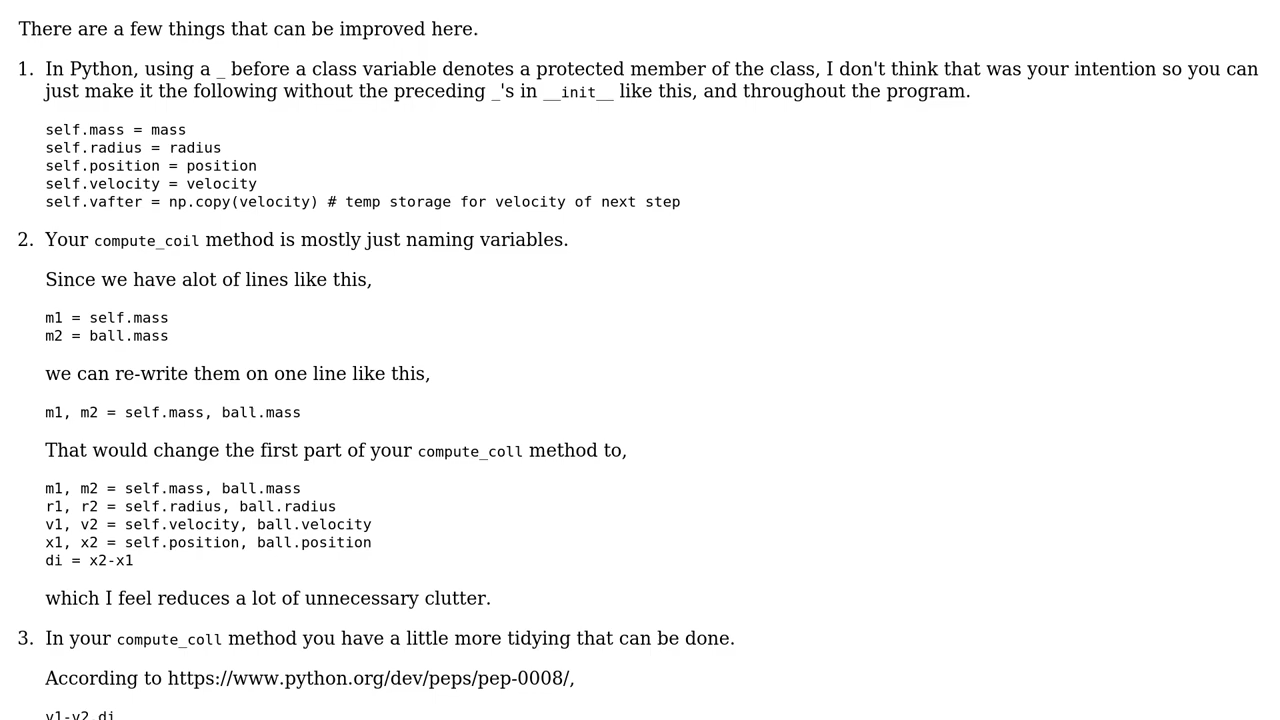 There are a few things that can be improved here.
1. In Python, using a _ before a class variable denotes a protected member of the class, I don't think that was your intention so you can
just make it the following without the preceding _'s in __init__ like this, and throughout the program.
self.mass = mass
self.radius = radius
self.position = position
self.velocity = velocity
self.vafter = np.copy(velocity) # temp storage for velocity of next step
2. Your compute_coil method is mostly just naming variables.
Since we have alot of lines like this,
m1 = self.mass
m2 = ball.mass
we can re-write them on one line like this,
m1, m2 = self.mass, ball.mass
That would change the first part of your compute_coll method to,
m1, m2 = self.mass, ball.mass
r1, r2 = self.radius, ball.radius
v1, v2 = self.velocity, ball.velocity
x1, x2 = self.position, ball.position
di = x2-x1
which I feel reduces a lot of unnecessary clutter.
3. In your compute_coll method you have a little more tidying that can be done.
According to https://www.python.org/dev/peps/pep-0008/,
v1-v2,di